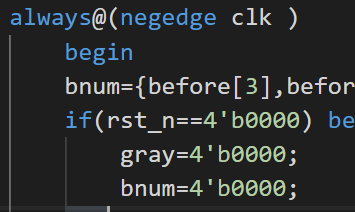 always@(negedge clk )
begin
bnum={before[3],befor
if(rst_n==4'b0000) be
gray=4'b0000;
bnum=4'b0000;